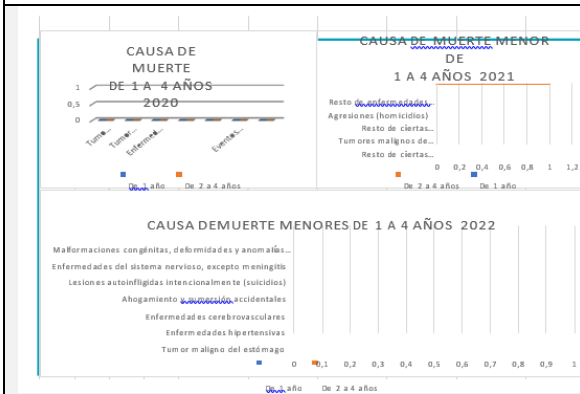 CAUSA DE
MUERTE
DE 1 A 4 AÑOS
2020
1
0,5
0
Tumo...
Tumor...
Enfermed...
Eventos...
De 1 año De 2 a 4 años
CAUSA DE MUERTE MENOR
DE
1 A 4 AÑOS 2021
Resto de enfermedades...
Agresiones (homicidios)
Resto de ciertas...
Tumores malignos de...
Resto de ciertas...
0 0,2 0,4 0,6 0,8 1 1,2
De 2 a 4 años De 1 año
CAUSA DEMUERTE MENORES DE 1 A 4 AÑOS 2022
Malformaciones congénitas, deformidades y anomalías...
Enfermedades del sistema nervioso, excepto meningitis
Lesiones autoinfligidas intencionalmente (suicidios)
Ahogamiento y sumersión accidentales
Enfermedades cerebrovasculares
Enfermedades hipertensivas
Tumor maligno del estómago
0 0,1 0,2 0,3 0,4 0,5 0,6 0,7 0,8 0,9 1
De 1 año De 2 a 4 años